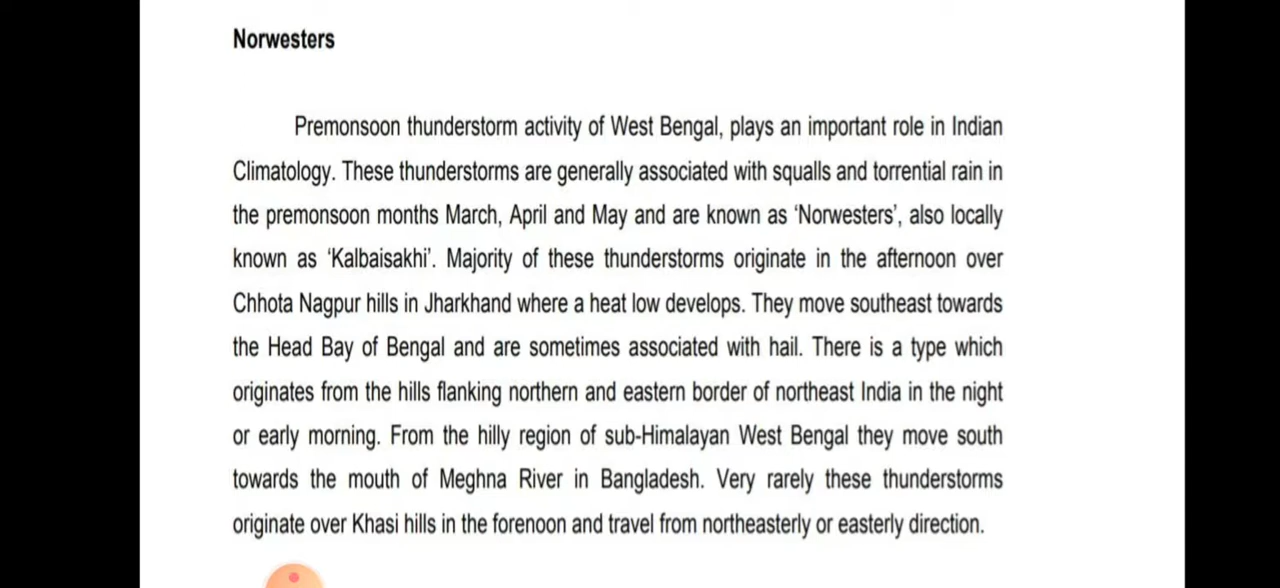 Norwesters
Premonsoon thunderstorm activity of West Bengal, plays an important role in Indian
Climatology. These thunderstorms are generally associated with squalls and torrential rain in
the premonsoon months March, April and May and are known as ‘Norwesters’, also locally
known as ‘Kalbaisakhi’. Majority of these thunderstorms originate in the afternoon over
Chhota Nagpur hills in Jharkhand where a heat low develops. They move southeast towards
the Head Bay of Bengal and are sometimes associated with hail. There is a type which
originates from the hills flanking northern and eastern border of northeast India in the night
or early morning. From the hilly region of sub-Himalayan West Bengal they move south
towards the mouth of Meghna River in Bangladesh. Very rarely these thunderstorms
originate over Khasi hills in the forenoon and travel from northeasterly or easterly direction.